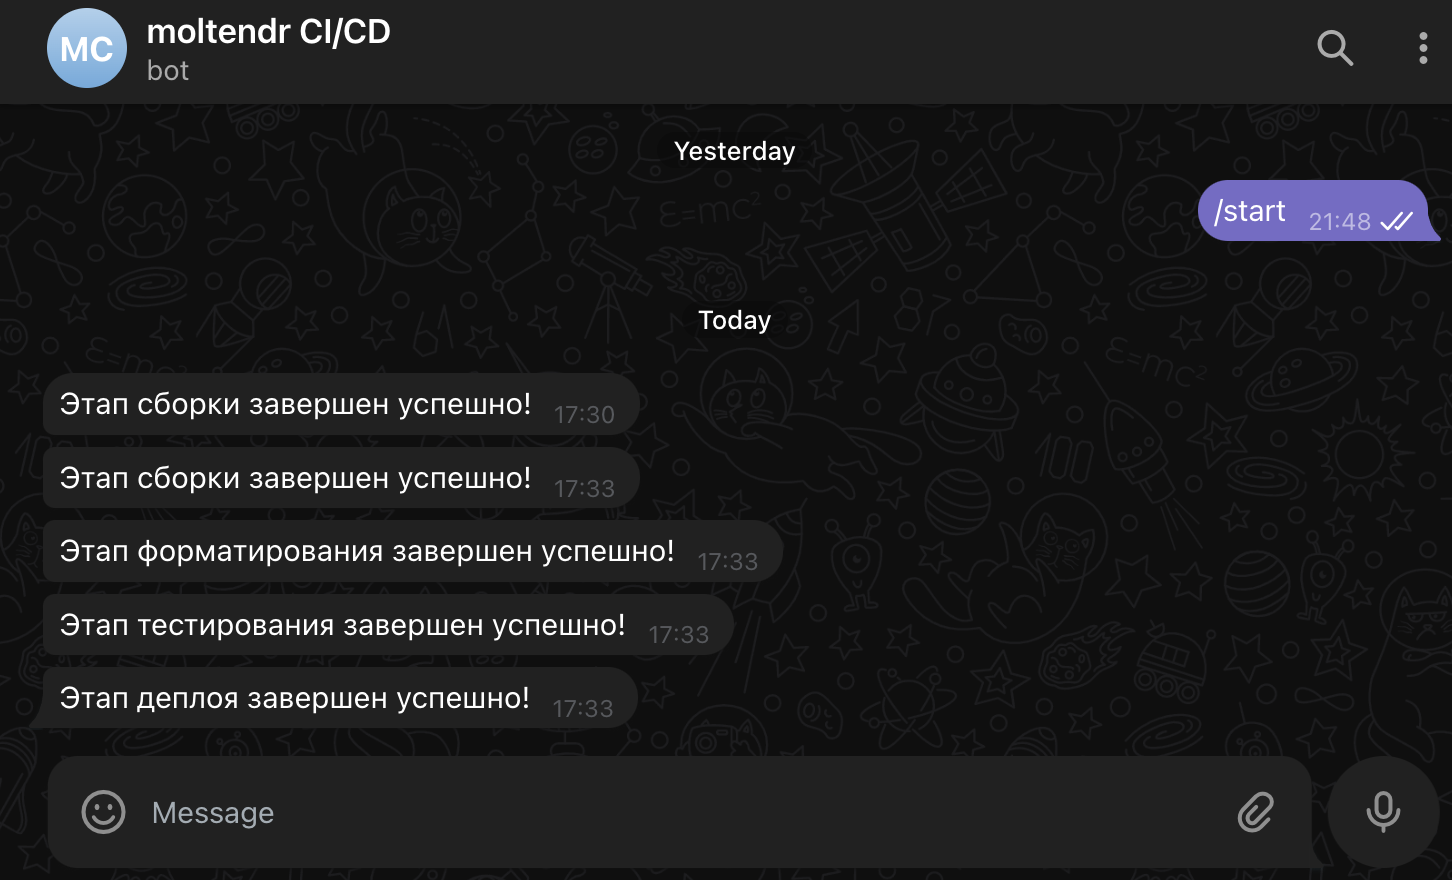 MC
moltendr CI/CD
bot
Yesterday
/start 21:48
Today
Этап сборки завершен успешно! 17:30
Этап сборки завершен успешно! 17:33
Этап форматирования завершен успешно! 17:33
Этап тестирования завершен успешно! 17:33
Этап деплоя завершен успешно! 17:33
Message